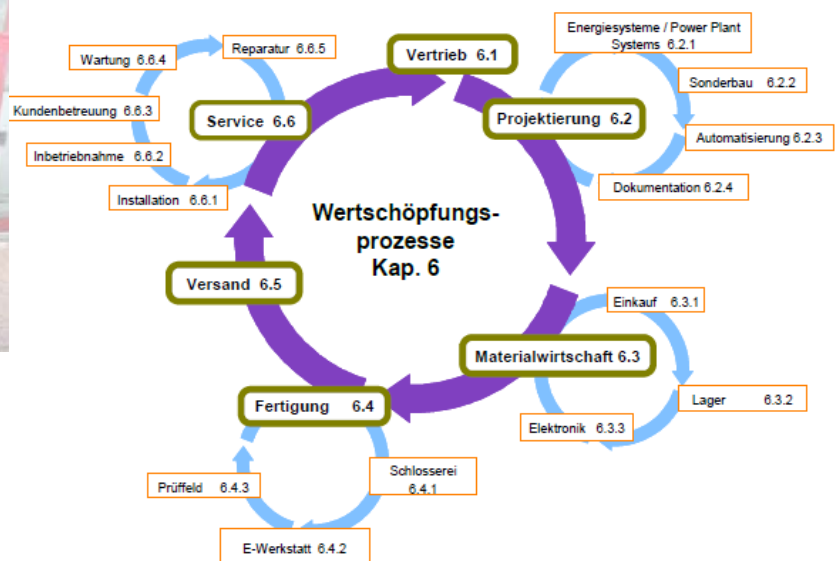 Vertrieb 6.1
Energiesysteme / Power Plant
Systems 6.2.1
Projektierung 6.2
Sonderbau 6.2.2
Automatisierung 6.2.3
Dokumentation 6.2.4
Einkauf 6.3.1
Materialwirtschaft 6.3
Lager 6.3.2
Elektronik 6.3.3
Fertigung 6.4
Schlosserei
6.4.1
E-Werkstatt 6.4.2
Prüffeld 6.4.3
Versand 6.5
Service 6.6
Installation 6.6.1
Inbetriebnahme 6.6.2
Kundenbetreuung 6.6.3
Wartung 6.6.4
Reparatur 6.6.5
Wertschöpfungs-
prozesse
Kap. 6